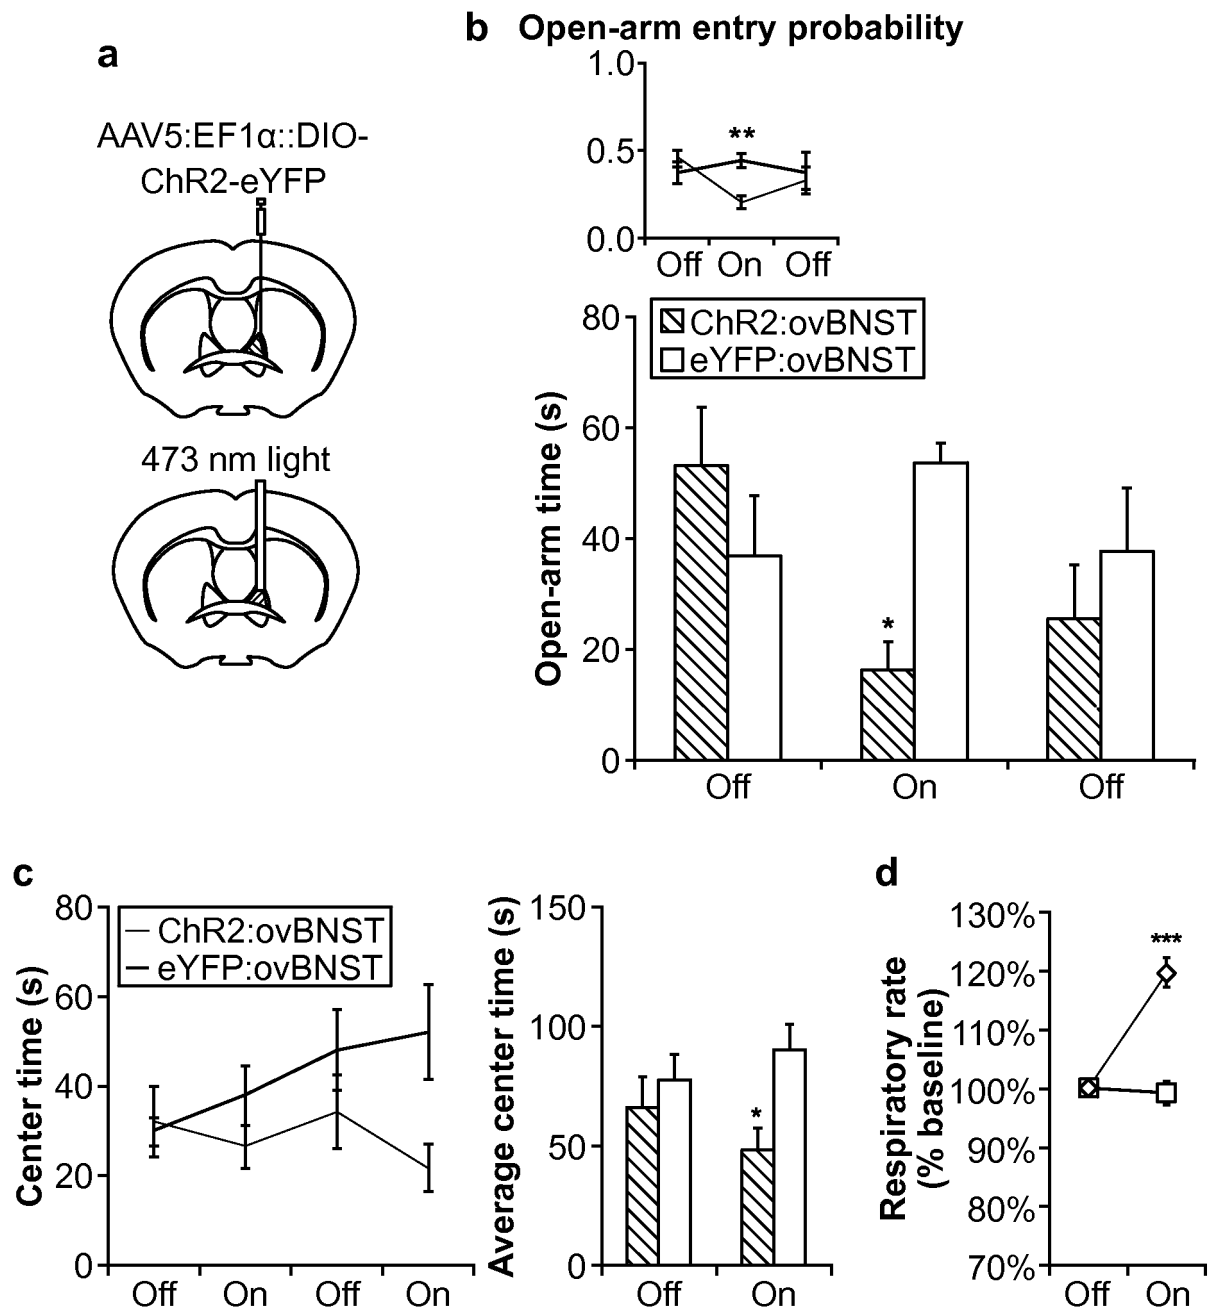 a
AAV5:EF1α::DIO-
ChR2-eYFP
473 nm light
b Open-arm entry probability
1.0
0.5
0.0
**
Off On Off
ChR2:ovBNST
eYFP:ovBNST
Open-arm time (s)
80
60
40
20
0
*
Off On Off
c
Center time (s)
80
60
40
20
0
ChR2:ovBNST
eYFP:ovBNST
Off On Off On
Average center time (s)
150
100
50
0
*
Off On
d
Respiratory rate
(% baseline)
130%
120%
110%
100%
90%
80%
70%
***
Off On